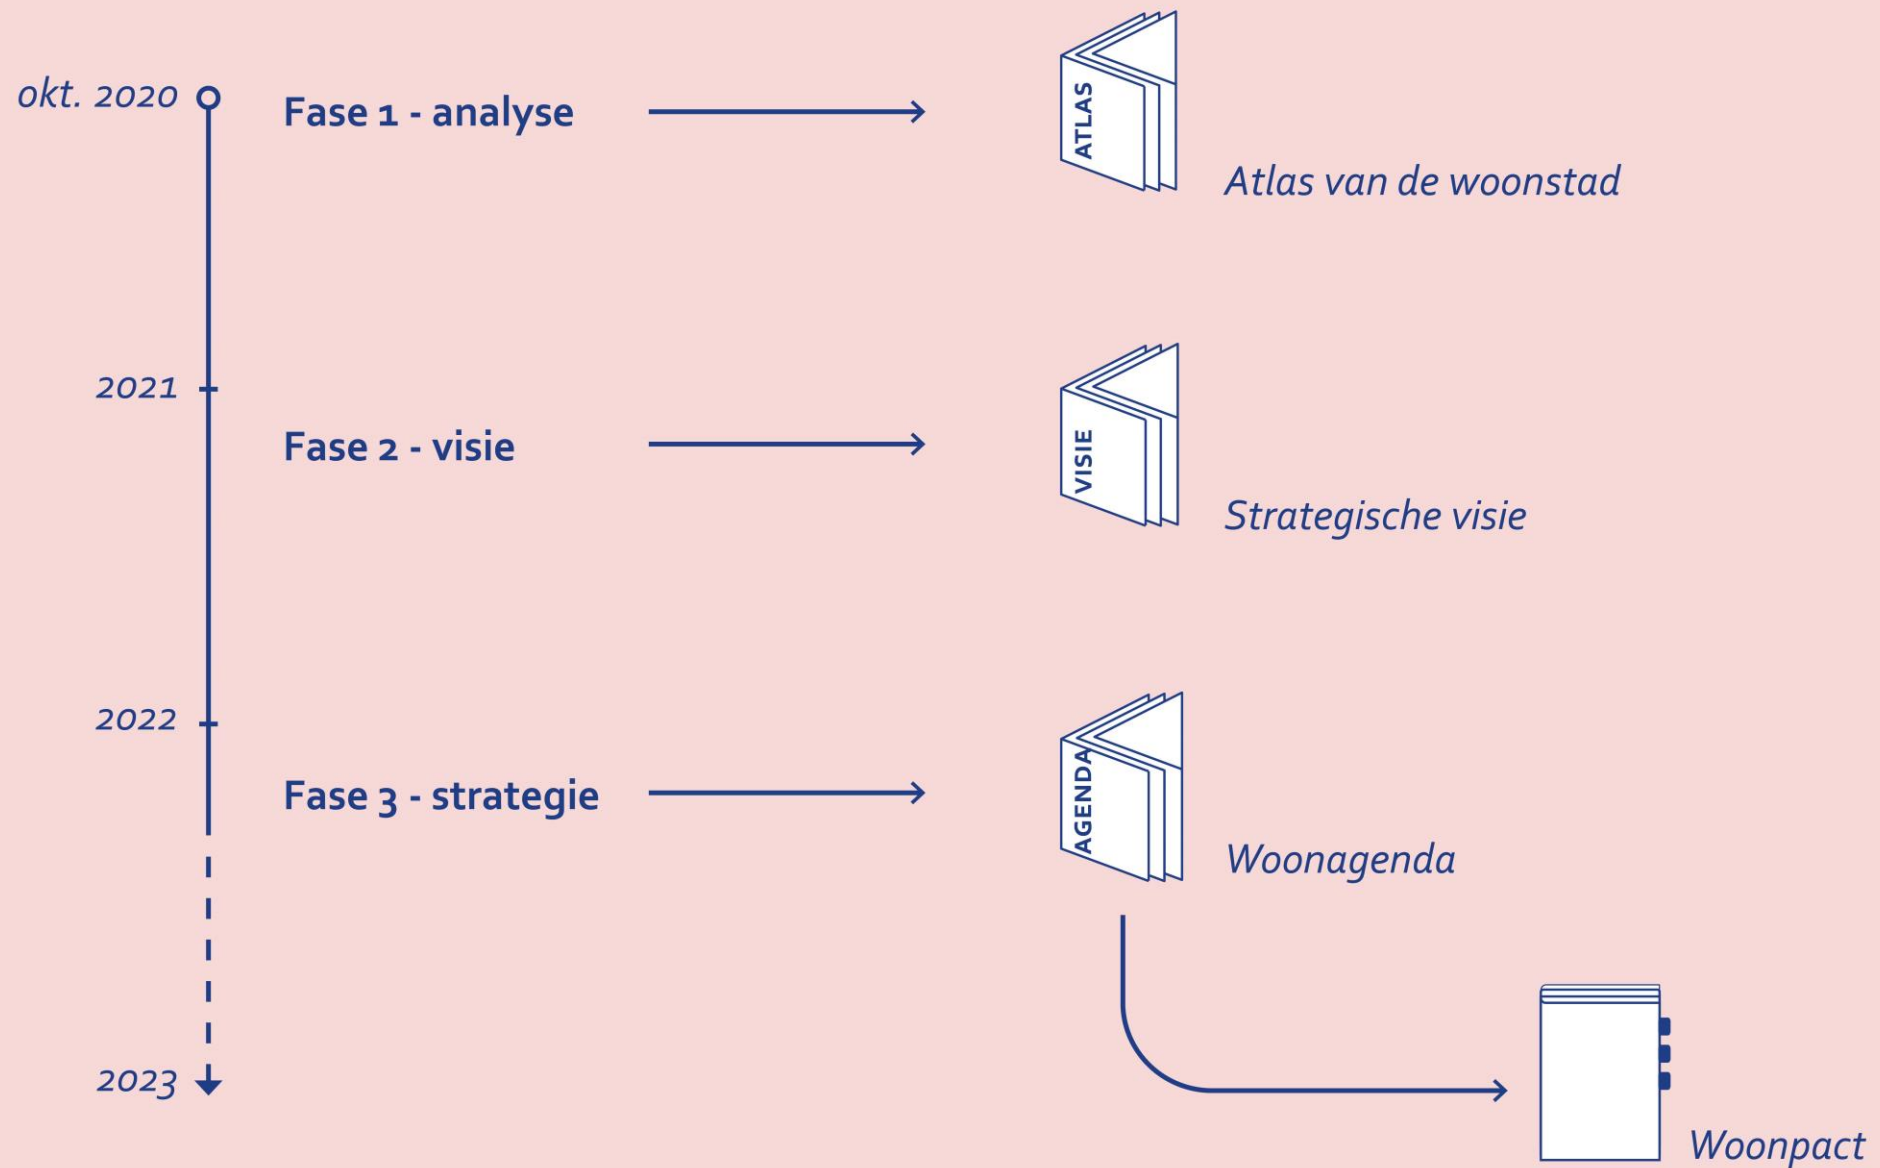 okt. 2020
Fase 1 - analyse
ATLAS
Atlas van de woonstad
2021
Fase 2 - visie
VISIE
Strategische visie
2022
Fase 3 - strategie
AGENDA
Woonagenda
2023
Woonpact